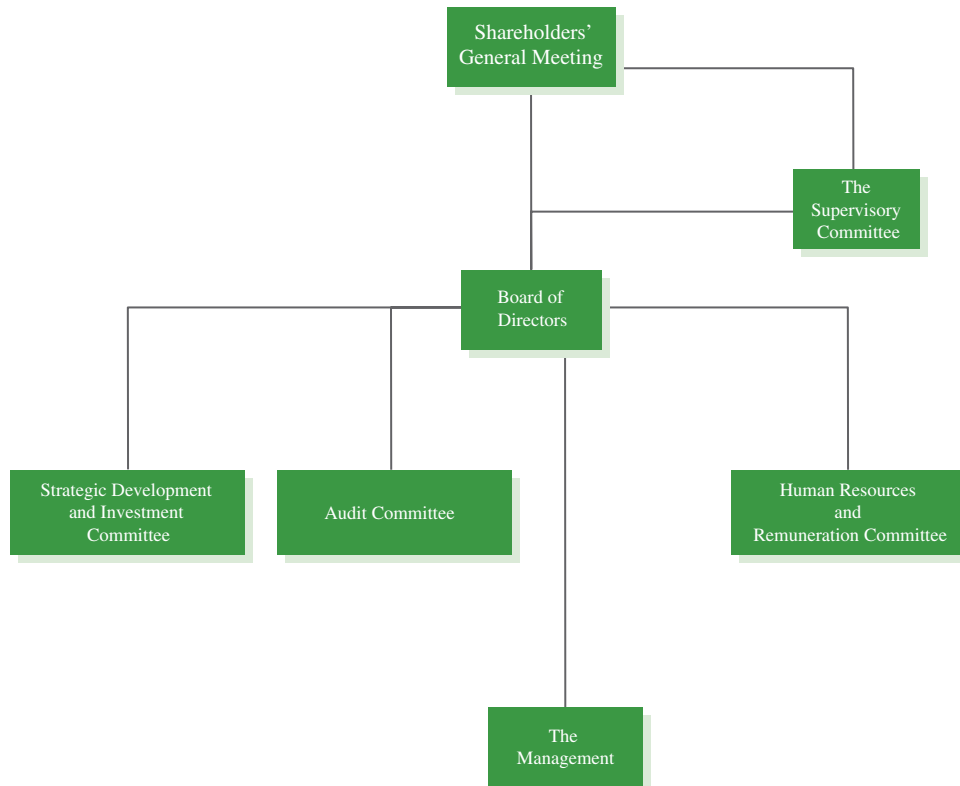 Shareholders’
General Meeting
The
Supervisory
Committee
Board of
Directors
Strategic Development
and Investment
Committee
Audit Committee
Human Resources
and
Remuneration Committee
The
Management